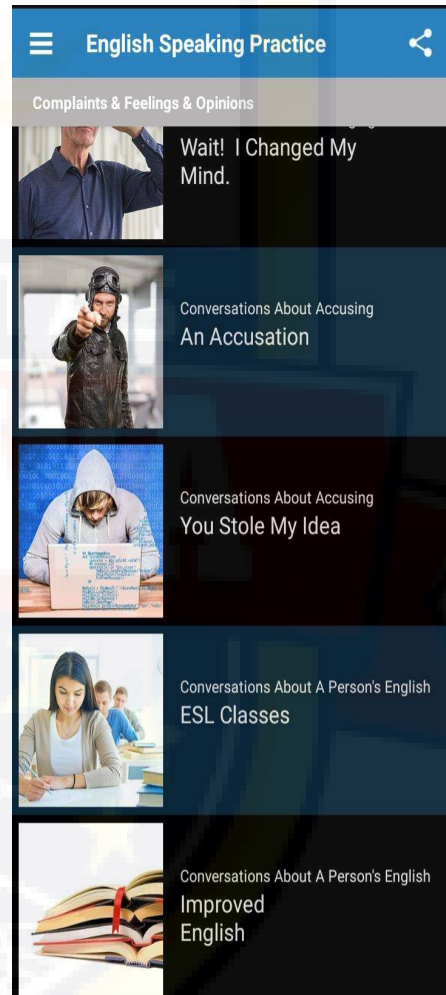 English Speaking Practice
Complaints & Feelings & Opinions
Wait! I Changed My
Mind.
Conversations About Accusing
An Accusation
Conversations About Accusing
You Stole My Idea
Conversations About A Person's English
ESL Classes
Conversations About A Person's English
Improved
English